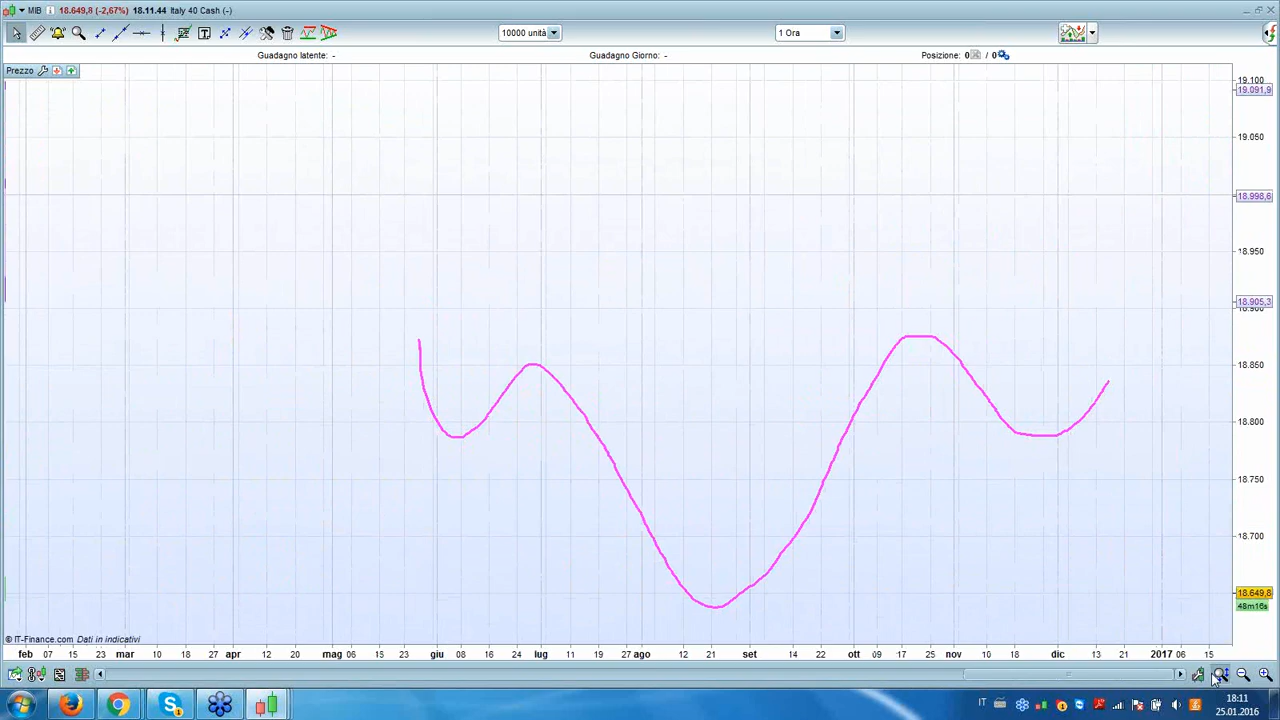 MIB 18.649,8 (-2,67%) 18.11.44 Italy 40 Cash (-)
10000 unità 1 Ora
Guadagno latente: - Guadagno Giorno: - Posizione: 0 / 0
Prezzo
19.100
19.091,9
19.050
18.998,6
18.950
18.905,3
18.900
18.850
18.800
18.750
18.700
18.649,8
48m16s
© IT-Finance.com Dati in indicativi
feb 07 15 23 mar 10 18 27 apr 10 20 mag 06 15 23 giu 08 16 24 lug 11 19 27 ago 12 21 set 14 22 ott 09 17 25 nov 10 18 dic 13 21 2017 06 15
IT 18:11
25.01.2016